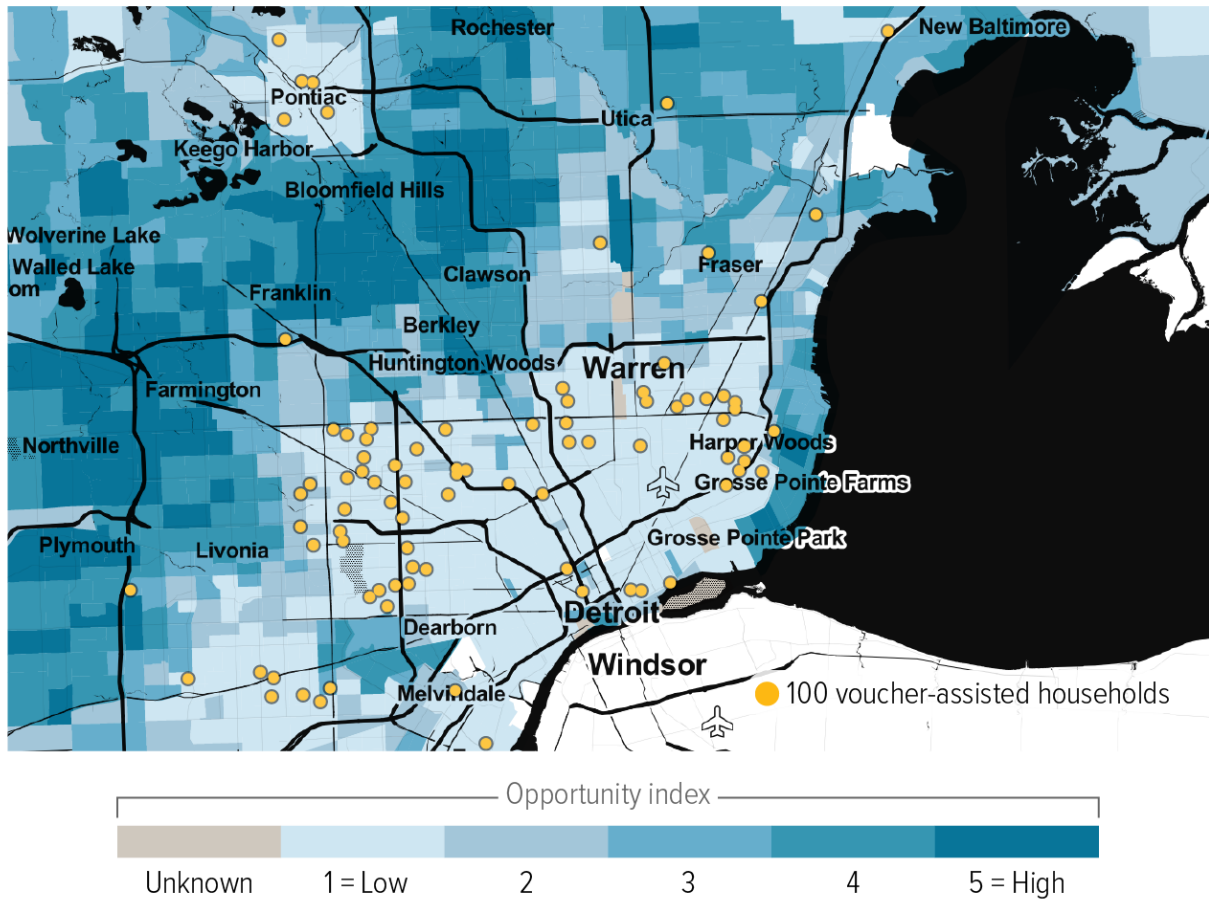 Rochester
New Baltimore
Pontiac
Utica
Keego Harbor
Bloomfield Hills
Wolverine Lake
Walled Lake
om
Clawson
Fraser
Franklin
Berkley
Huntington Woods
Warren
Farmington
Northville
Harper Woods
Grosse Pointe Farms
Plymouth
Livonia
Grosse Pointe Park
Detroit
Dearborn
Windsor
Melvindale
100 voucher-assisted households
Opportunity index
Unknown
1 = Low
2
3
4
5 = High